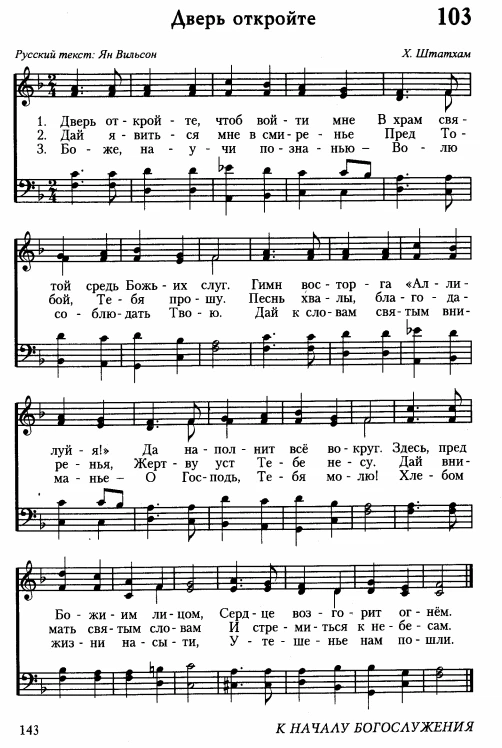 Дверь откройте
103
Русский текст: Ян Вильсон
Х. Штатхам
1. Дверь от - крой - те, чтоб вой - ти мне В храм свя -
2. Дай я - вить - ся мне в сми - ре - нье Пред То -
3. Бо - же, на - у - чи по - зна - нью – Во - лю
той средь Божь - их слуг. Гимн вос - тор - га «Ал - ли -
бой, Те - бя про - шу. Песнь хва - лы, бла - го - да -
со - блю - дать Тво - ю. Дай к сло - вам свя - тым вни -
луй - я!» Да на - пол - нит всё во - круг. Здесь, пред
ре - нья, Жерт - ву уст Те - бе не - су. Дай вни -
ма - нье – О Гос - подь, Те - бя мо - лю! Хле - бом
Бо - жи - им ли - цом, Серд - це воз - го - рит ог - нём.
мать свя - тым сло - вам И стре - ми - ться к не - бе - сам.
жиз - ни на - сы - ти, У - те - ше - нье нам по - шли.
143
К НАЧАЛУ БОГОСЛУЖЕНИЯ